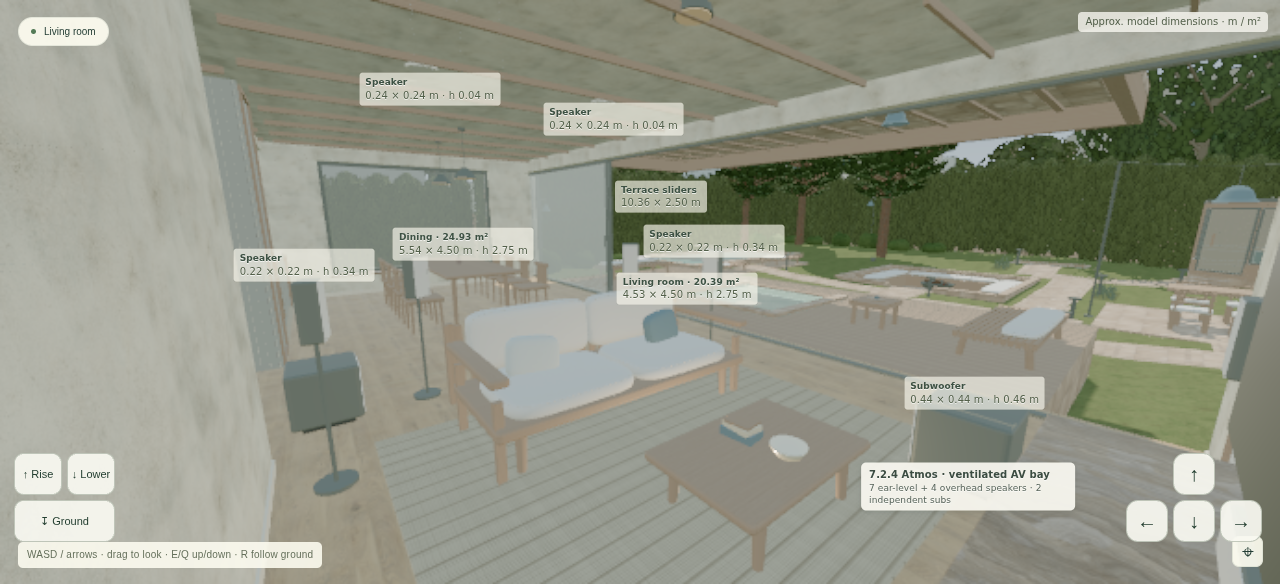 Living room
Approx. model dimensions · m / m²
Speaker
0.24 × 0.24 m · h 0.04 m
Speaker
0.24 × 0.24 m · h 0.04 m
Terrace sliders
10.36 × 2.50 m
Speaker
0.22 × 0.22 m · h 0.34 m
Dining · 24.93 m²
5.54 × 4.50 m · h 2.75 m
Speaker
0.22 × 0.22 m · h 0.34 m
Living room · 20.39 m²
4.53 × 4.50 m · h 2.75 m
Subwoofer
0.44 × 0.44 m · h 0.46 m
7.2.4 Atmos · ventilated AV bay
7 ear-level + 4 overhead speakers · 2
independent subs
↑ Rise
↓ Lower
↧ Ground
↑
←
↓
→
WASD / arrows · drag to look · E/Q up/down · R follow ground